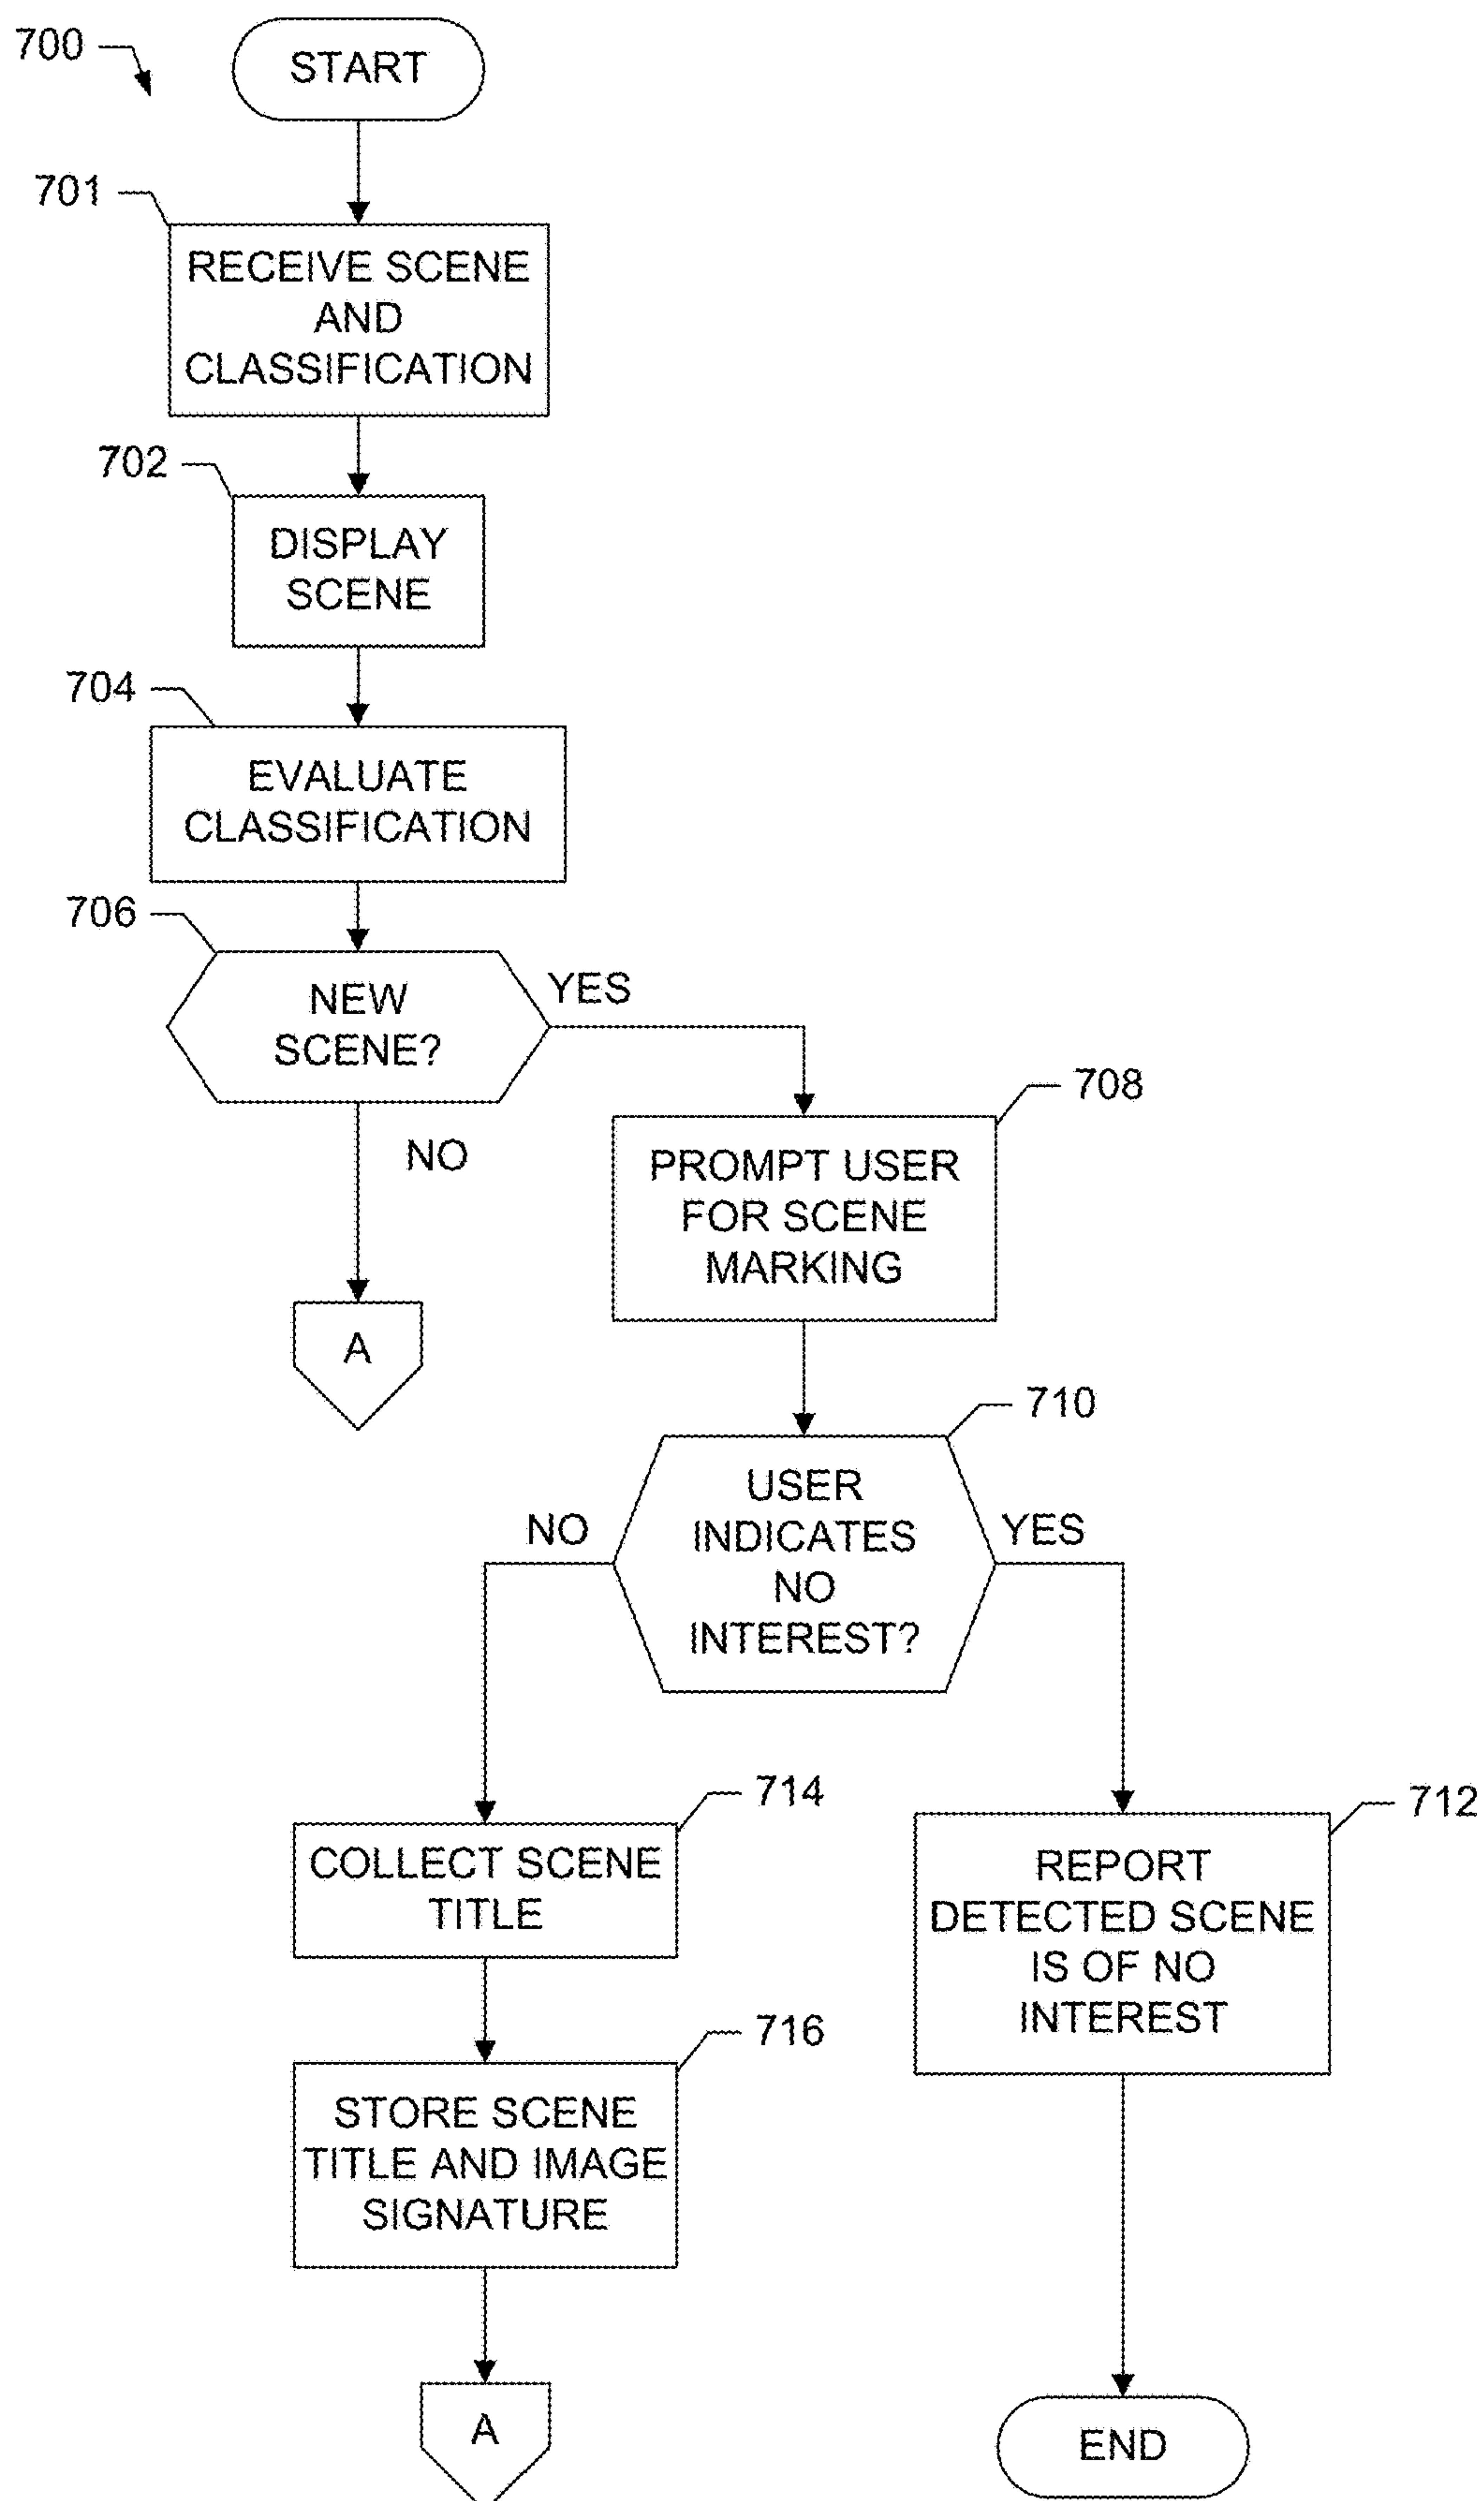 700
START
701
RECEIVE SCENE
AND
CLASSIFICATION
702
DISPLAY
SCENE
704
EVALUATE
CLASSIFICATION
706
NEW
SCENE?
YES
NO
708
PROMPT USER
FOR SCENE
MARKING
A
710
USER
INDICATES
NO
INTEREST?
NO
YES
714
COLLECT SCENE
TITLE
712
REPORT
DETECTED SCENE
IS OF NO
INTEREST
716
STORE SCENE
TITLE AND IMAGE
SIGNATURE
A
END